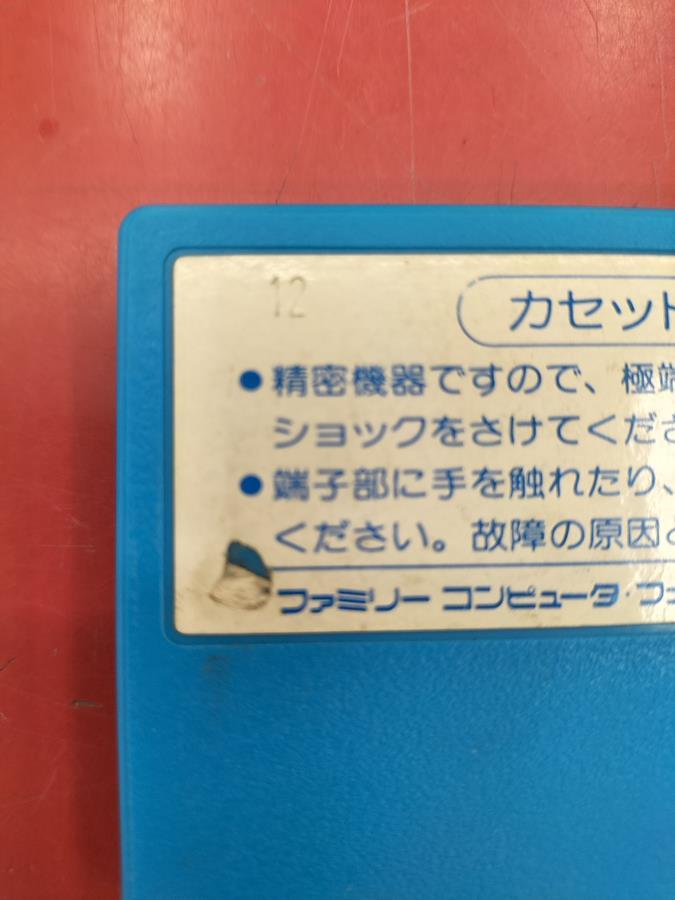 12
カセット
●精密機器ですので、極端
ショックをさけてくださ
●端子部に手を触れたり、
ください。故障の原因と
ファミリーコンピュータ・ファ